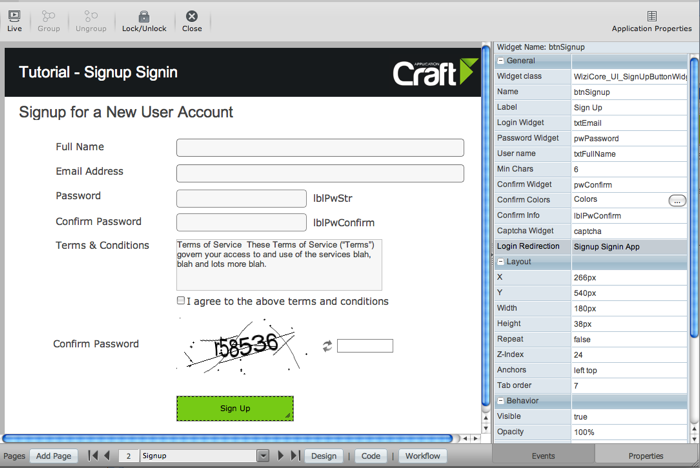 Live
Group
Ungroup
Lock/Unlock
Close
Application Properties
Tutorial - Signup Signin
APPLICATION
Craft
Signup for a New User Account
Full Name
Email Address
Password
lblPwStr
Confirm Password
lblPwConfirm
Terms & Conditions
Terms of Service These Terms of Service ("Terms")
govern your access to and use of the services blah,
blah and lots more blah.
I agree to the above terms and conditions
Confirm Password
r58536
Sign Up
Pages
Add Page
2
Signup
Design
Code
Workflow
Widget Name: btnSignup
General
Widget class WiziCore_UI_SignUpButtonWidg
Name btnSignup
Label Sign Up
Login Widget txtEmail
Password Widget pwPassword
User name txtFullName
Min Chars 6
Confirm Widget pwConfirm
Confirm Colors Colors ...
Confirm Info lblPwConfirm
Captcha Widget captcha
Login Redirection Signup Signin App
Layout
X 266px
Y 540px
Width 180px
Height 38px
Repeat false
Z-Index 24
Anchors left top
Tab order 7
Behavior
Visible true
Opacity 100%
Events
Properties